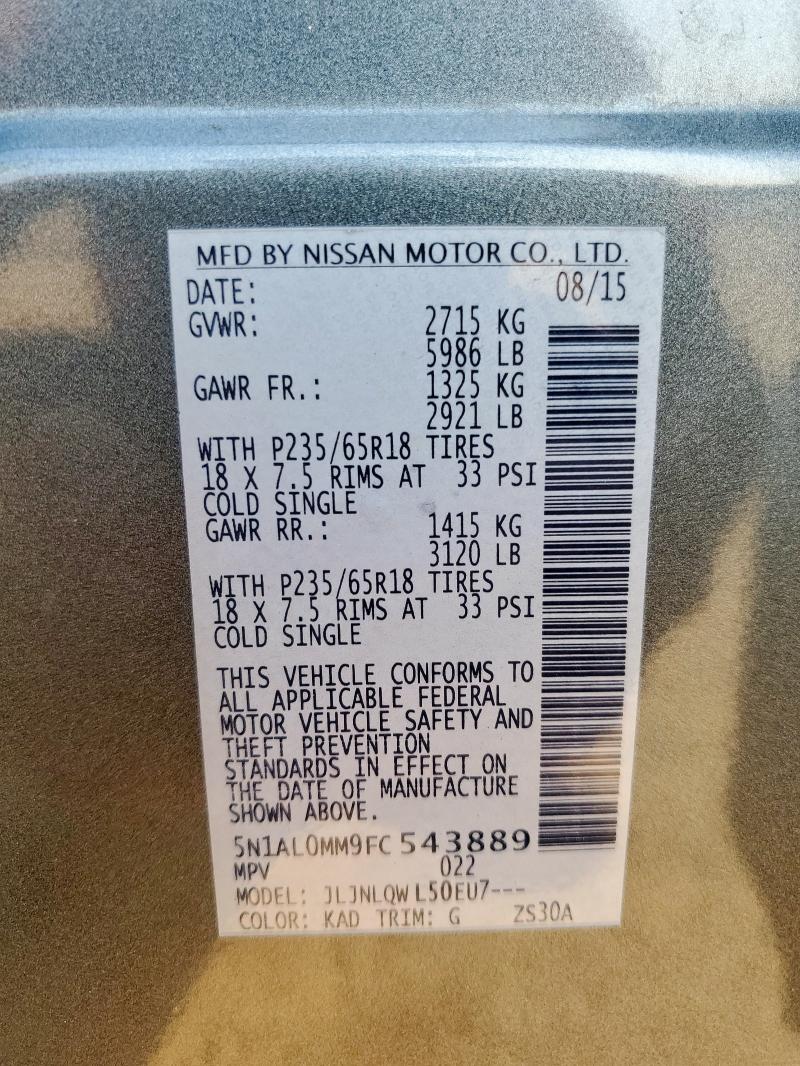 MFD BY NISSAN MOTOR CO., LTD.
DATE: 08/15
GVWR: 2715 KG
5986 LB
GAWR FR.: 1325 KG
2921 LB
WITH P235/65R18 TIRES
18 X 7.5 RIMS AT 33 PSI
COLD SINGLE
GAWR RR.: 1415 KG
3120 LB
WITH P235/65R18 TIRES
18 X 7.5 RIMS AT 33 PSI
COLD SINGLE
THIS VEHICLE CONFORMS TO
ALL APPLICABLE FEDERAL
MOTOR VEHICLE SAFETY AND
THEFT PREVENTION
STANDARDS IN EFFECT ON
THE DATE OF MANUFACTURE
SHOWN ABOVE.
5N1AL0MM9FC 543889
MPV 022
MODEL: JLJNLQW L50EU7---
COLOR: KAD TRIM: G ZS30A